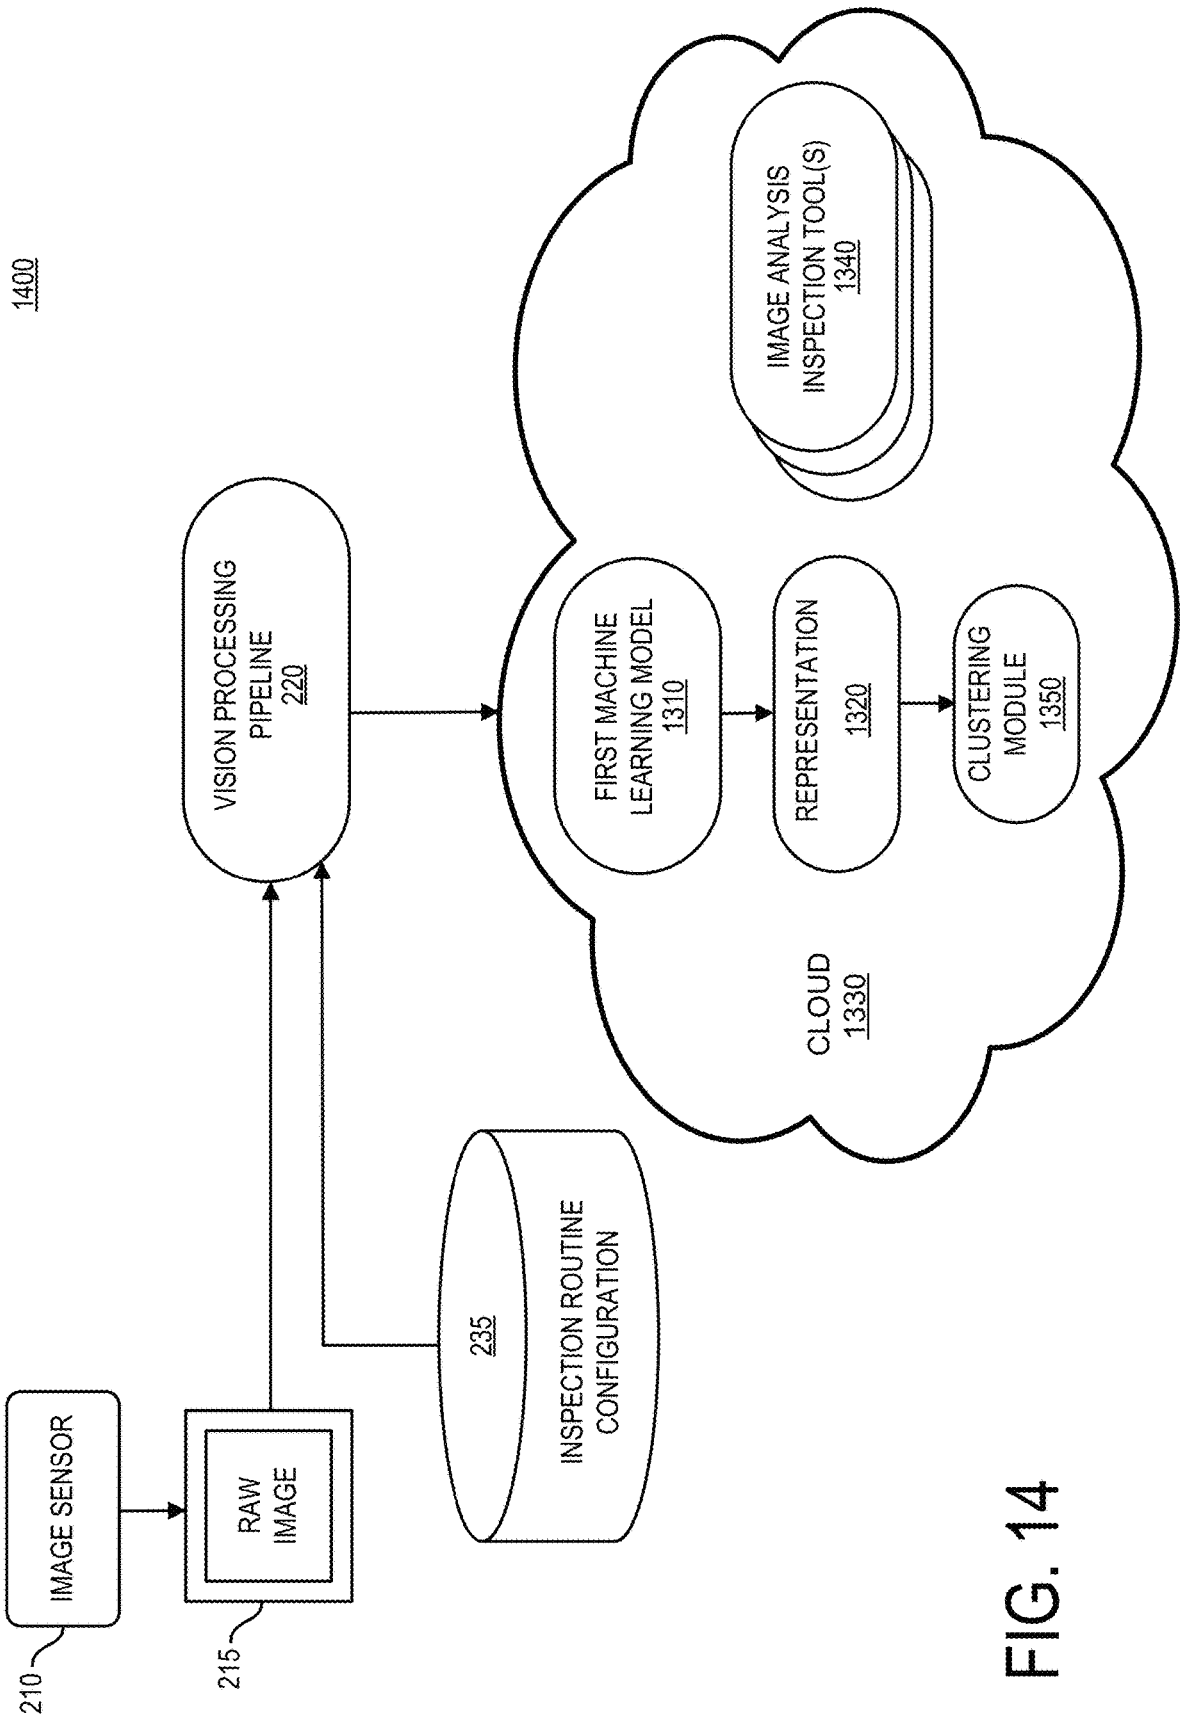 1400
IMAGE SENSOR
210
RAW
IMAGE
215
VISION PROCESSING
PIPELINE
220
235
INSPECTION ROUTINE
CONFIGURATION
FIRST MACHINE
LEARNING MODEL
1310
REPRESENTATION
1320
CLUSTERING
MODULE
1350
IMAGE ANALYSIS
INSPECTION TOOL(S)
1340
CLOUD
1330
FIG. 14